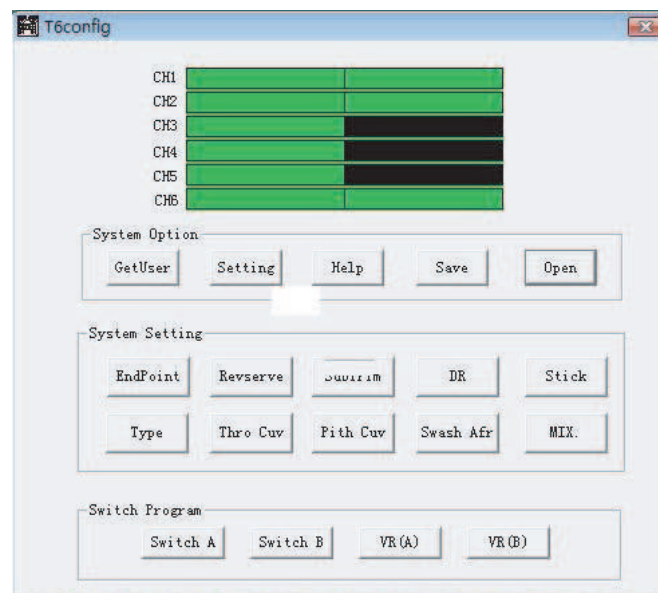 T6config
CH1
CH2
CH3
CH4
CH5
CH6
System Option
GetUser Setting Help Save Open
System Setting
EndPoint Revserve DR Stick
Type Thro Cuv Pith Cuv Swash Afr MIX.
Switch Program
Switch A Switch B VR(A) VR(B)